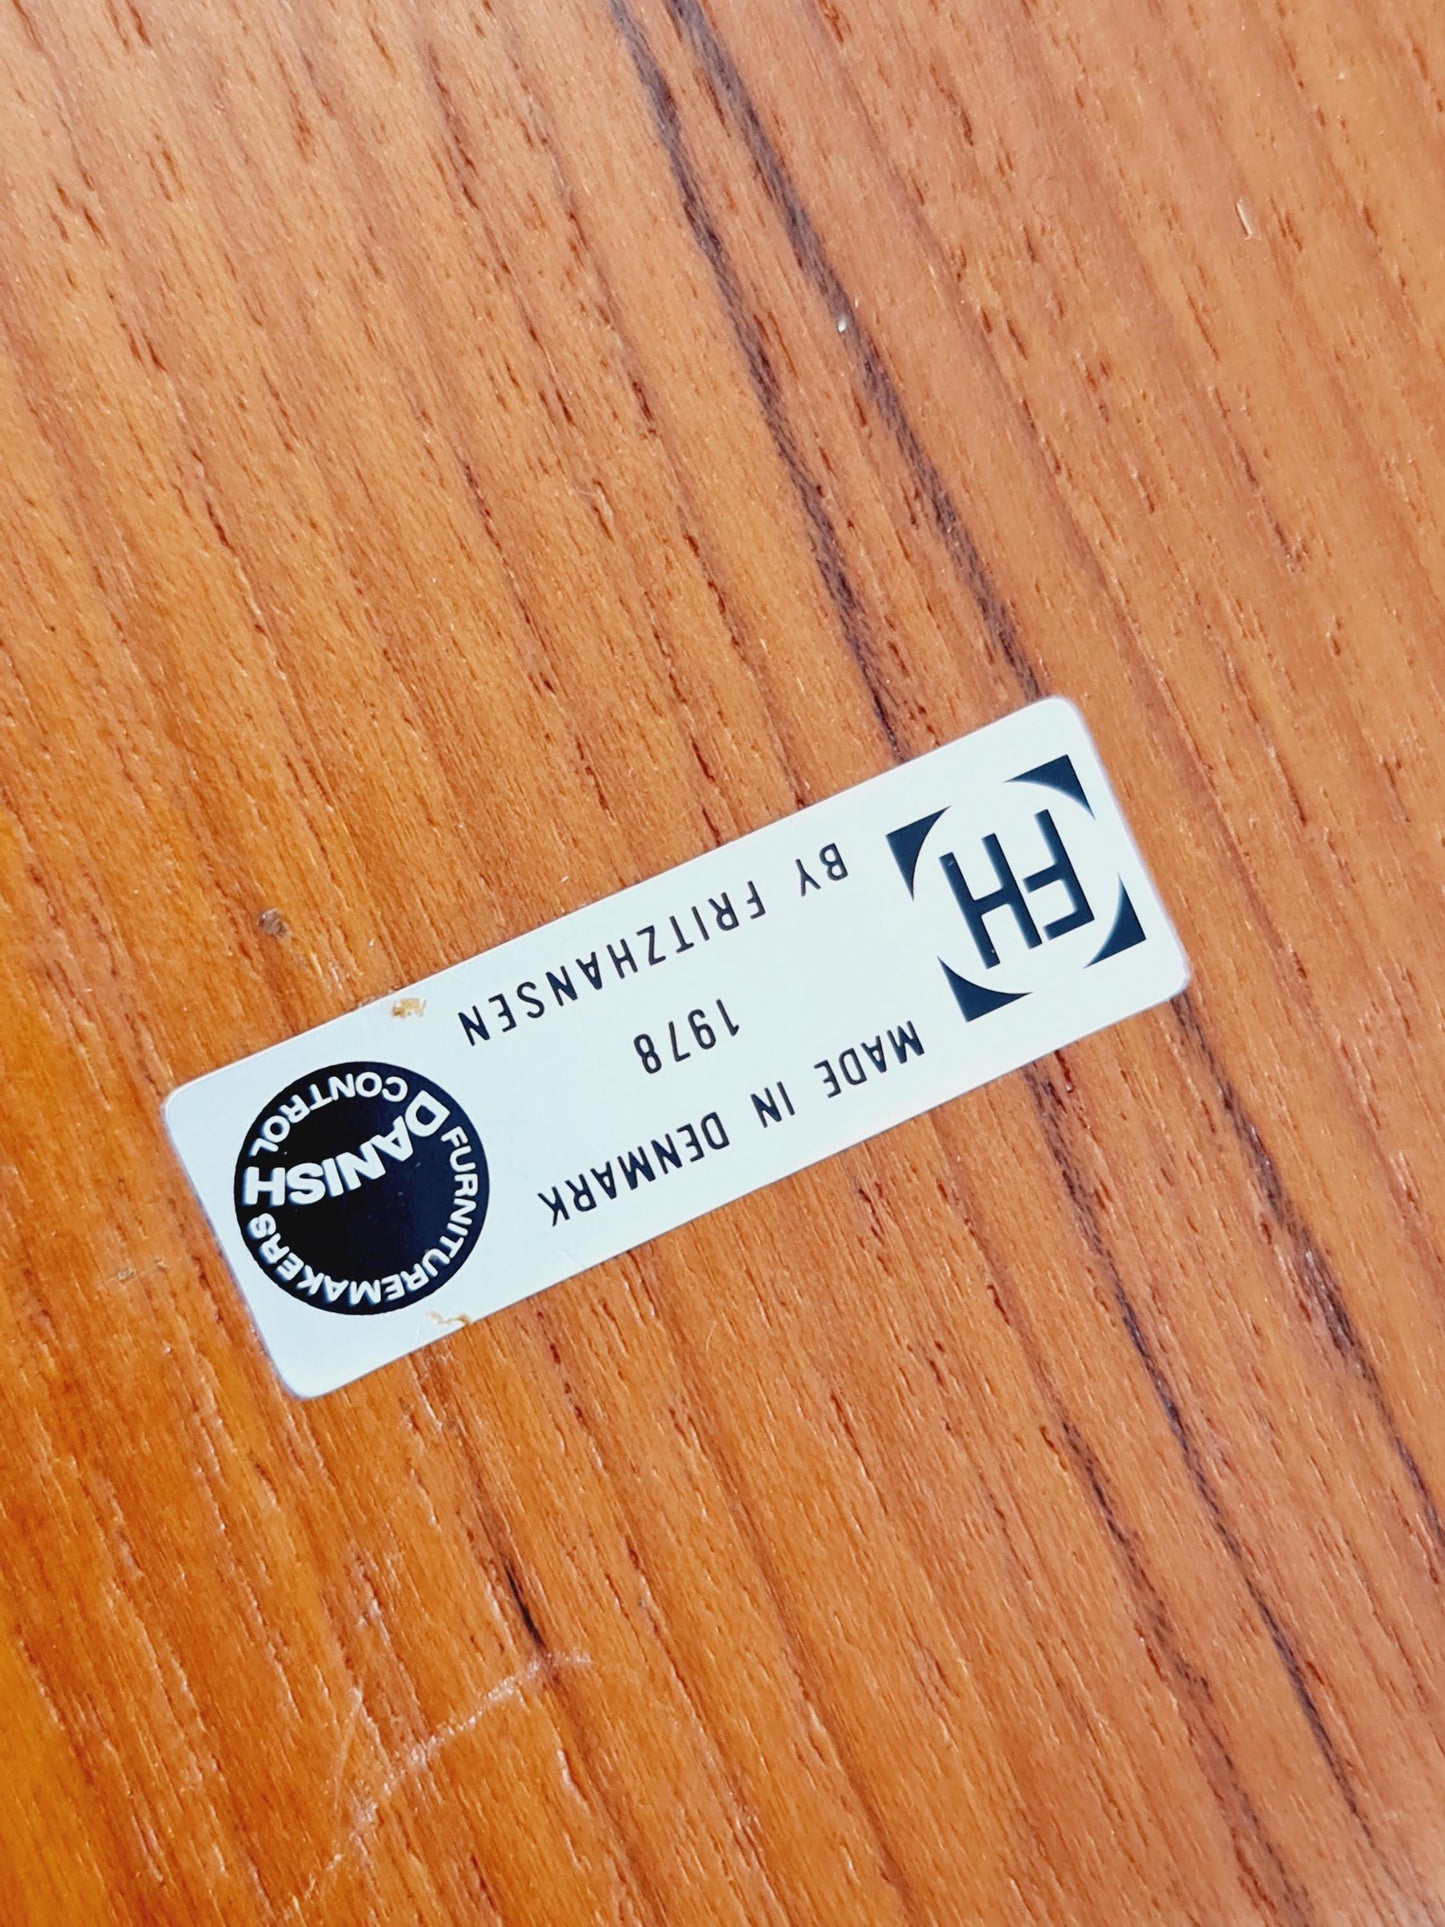 FH
MADE IN DENMARK
1978
BY FRITZHANSEN
FURNITUREMAKERS
DANISH
CONTROL